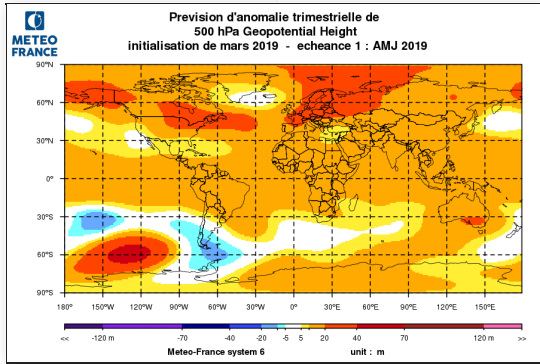 METEO
FRANCE
Prevision d'anomalie trimestrielle de
500 hPa Geopotential Height
initialisation de mars 2019 - echeance 1 : AMJ 2019
90°N
60°N
30°N
0°
30°S
60°S
90°S
180° 150°W 120°W 90°W 60°W 30°W 0° 30°E 60°E 90°E 120°E 150°E
<< -120 m -70 -40 -20 -5 5 20 40 70 120 m >>
Meteo-France system 6 unit : m